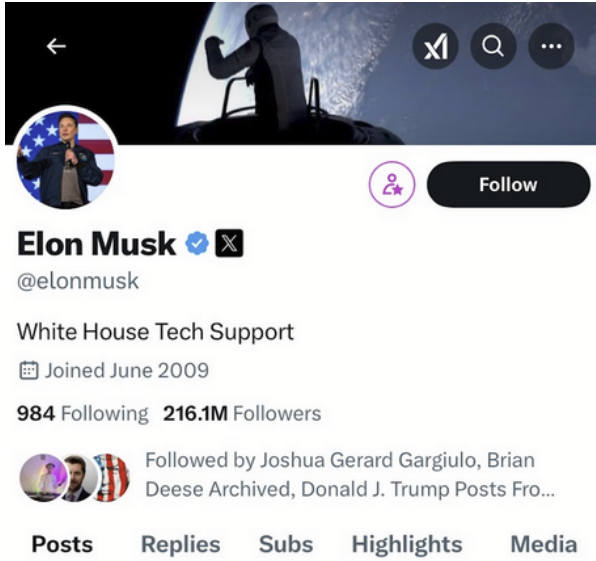 Follow
Elon Musk
@elonmusk
White House Tech Support
Joined June 2009
984 Following 216.1M Followers
Followed by Joshua Gerard Gargiulo, Brian
Deese Archived, Donald J. Trump Posts Fro...
Posts Replies Subs Highlights Media